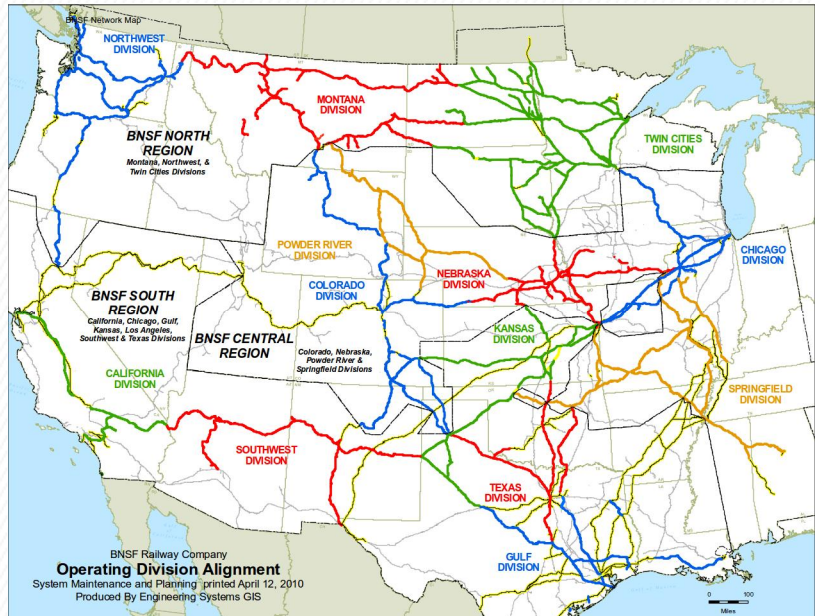 BNSF Network Map
NORTHWEST
DIVISION
MONTANA
DIVISION
BNSF NORTH
REGION
Montana, Northwest, &
Twin Cities Divisions
TWIN CITIES
DIVISION
POWDER RIVER
DIVISION
NEBRASKA
DIVISION
CHICAGO
DIVISION
COLORADO
DIVISION
BNSF SOUTH
REGION
California, Chicago, Gulf,
Kansas, Los Angeles,
Southwest & Texas Divisions
BNSF CENTRAL
REGION
Colorado, Nebraska,
Powder River &
Springfield Divisions
KANSAS
DIVISION
CALIFORNIA
DIVISION
SPRINGFIELD
DIVISION
SOUTHWEST
DIVISION
TEXAS
DIVISION
GULF
DIVISION
BNSF Railway Company
Operating Division Alignment
System Maintenance and Planning printed April 12, 2010
Produced By Engineering Systems GIS
0 100
Miles